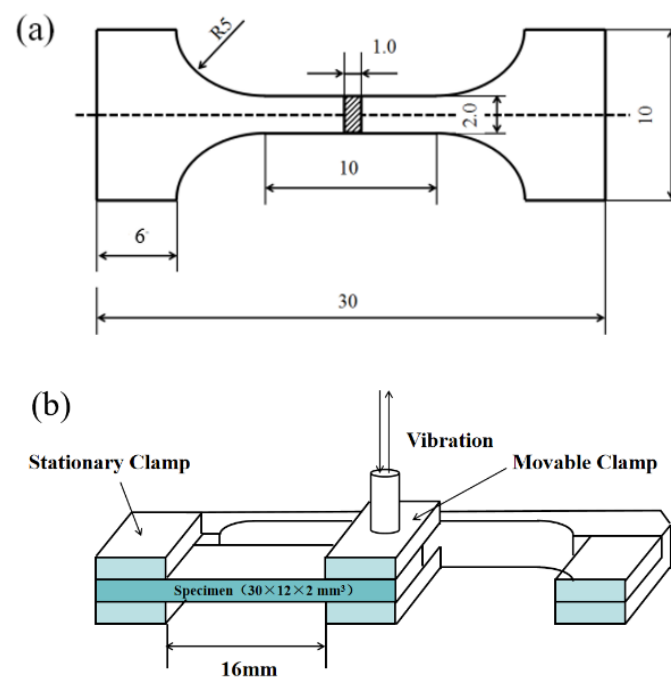 (a)
R5
1.0
2.0
10
10
6
30
(b)
Vibration
Stationary Clamp
Movable Clamp
Specimen（30×12×2 mm³）
16mm